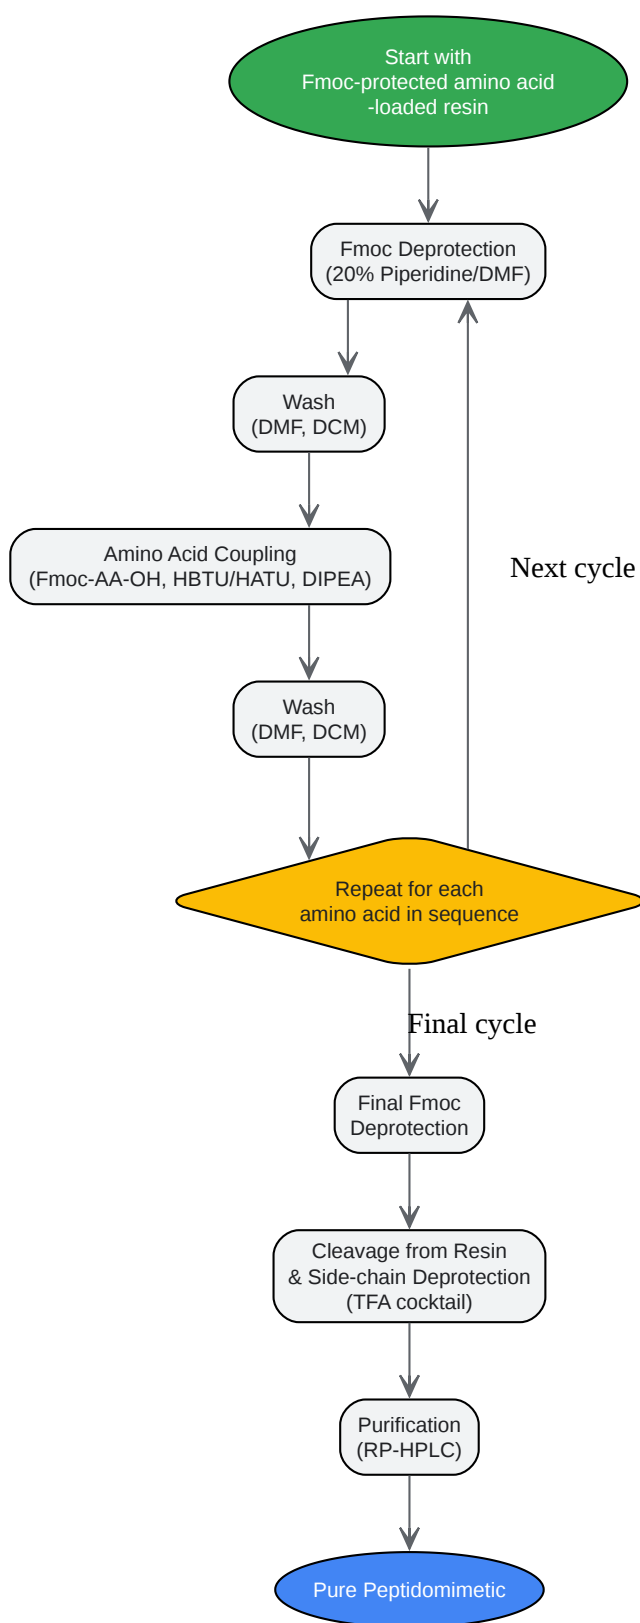 Start with
Fmoc-protected amino acid
-loaded resin
Fmoc Deprotection
(20% Piperidine/DMF)
Wash
(DMF, DCM)
Amino Acid Coupling
(Fmoc-AA-OH, HBTU/HATU, DIPEA)
Next cycle
Wash
(DMF, DCM)
Repeat for each
amino acid in sequence
Final cycle
Final Fmoc
Deprotection
Cleavage from Resin
& Side-chain Deprotection
(TFA cocktail)
Purification
(RP-HPLC)
Pure Peptidomimetic